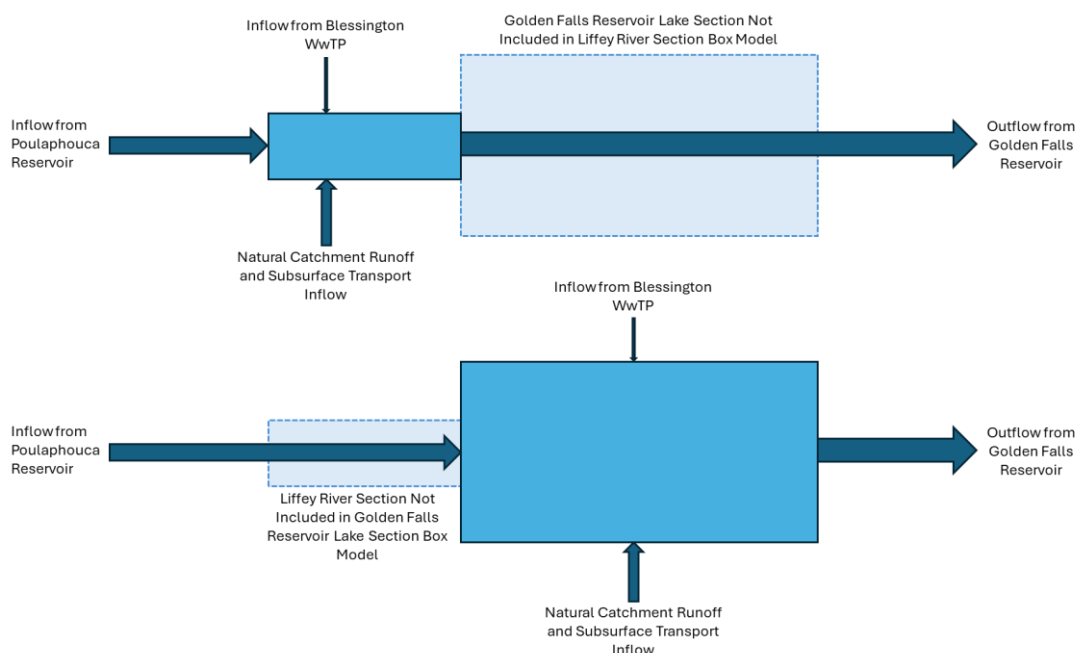 Golden Falls Reservoir Lake Section Not
Included in Liffey River Section Box Model
Inflow from Blessington
WwTP
Inflow from
Poulaphouca
Reservoir
Outflow from
Golden Falls
Reservoir
Natural Catchment Runoff
and Subsurface Transport
Inflow
Inflow from Blessington
WwTP
Inflow from
Poulaphouca
Reservoir
Outflow from
Golden Falls
Reservoir
Liffey River Section Not
Included in Golden Falls
Reservoir Lake Section Box
Model
Natural Catchment Runoff
and Subsurface Transport
Inflow